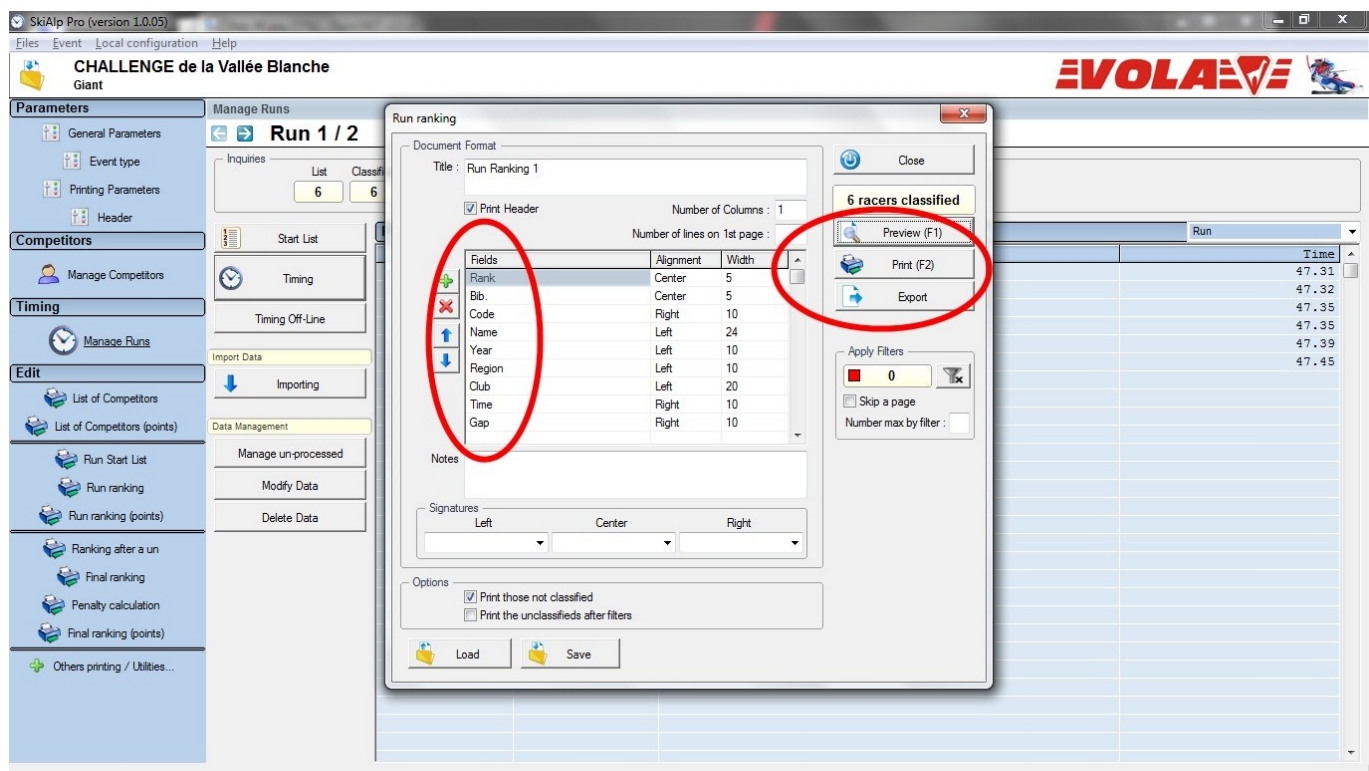 SkiAlp Pro (version 1.0.05)
Files Event Local configuration Help
CHALLENGE de la Vallée Blanche
Giant
VOLA
Parameters
General Parameters
Event type
Printing Parameters
Header
Competitors
Manage Competitors
Timing
Manage Runs
Edit
List of Competitors
List of Competitors (points)
Run Start List
Run ranking
Run ranking (points)
Ranking after a un
Final ranking
Penalty calculation
Final ranking (points)
Others printing / Utilities...
Manage Runs
Run 1 / 2
Inquiries
List
6 6
Start List
Timing
Timing Off-Line
Import Data
Importing
Data Management
Manage un-processed
Modify Data
Delete Data
Run ranking
Document Format
Title : Run Ranking 1
Print Header Number of Columns : 1
Number of lines on 1st page :
Fields Alignment Width
Rank Center 5
Bib. Center 5
Code Right 10
Name Left 24
Year Left 10
Region Left 10
Club Left 20
Time Right 10
Gap Right 10
Notes
Signatures
Left Center Right
Options
Print those not classified
Print the unclassifieds after filters
Load Save
Close
6 racers classified
Preview (F1)
Print (F2)
Export
Apply Filters
0
Skip a page
Number max by filter :
Run
Time
47.31
47.32
47.35
47.35
47.39
47.45